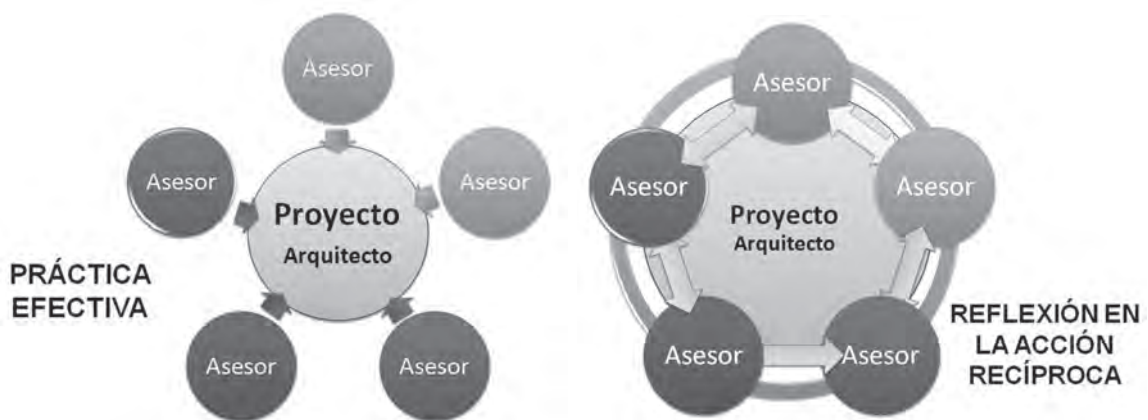 Asesor
Asesor
Asesor
Proyecto
Arquitecto
PRÁCTICA
EFECTIVA
Asesor
Asesor
Asesor
Asesor
Asesor
Proyecto
Arquitecto
Asesor
Asesor
REFLEXIÓN EN
LA ACCIÓN
RECÍPROCA